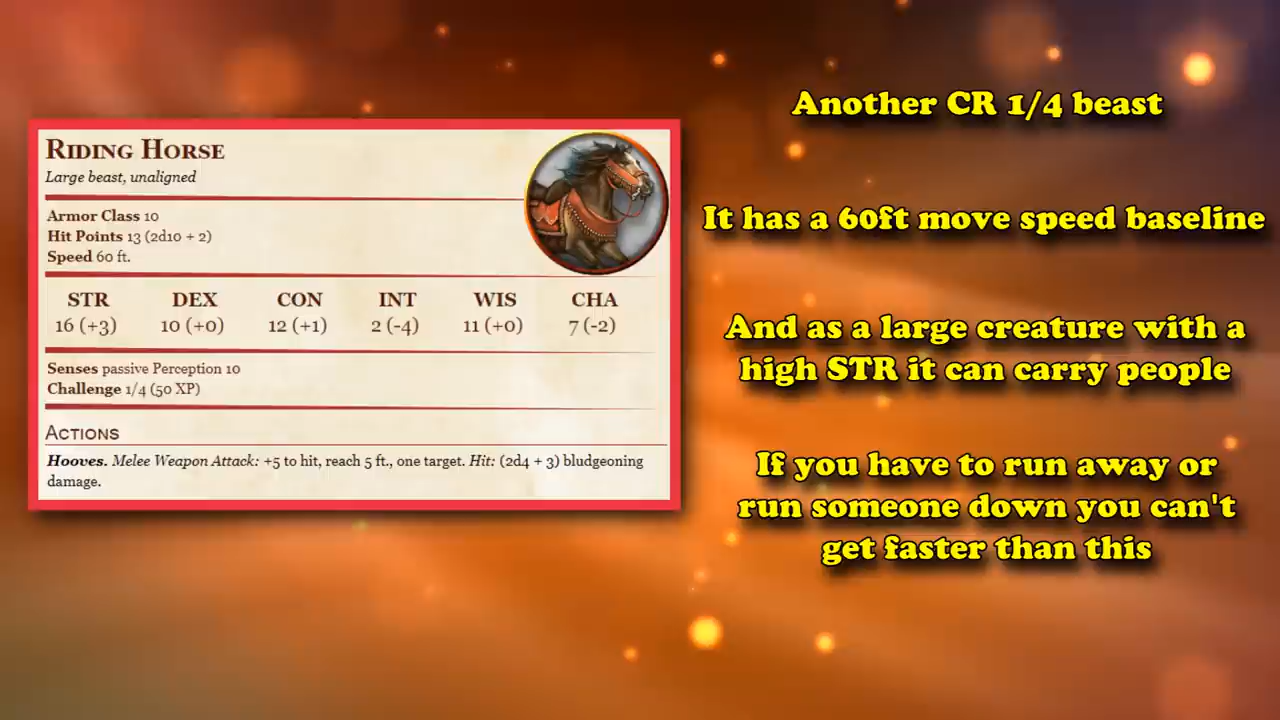 Riding Horse
Large beast, unaligned
Armor Class 10
Hit Points 13 (2d10 + 2)
Speed 60 ft.
STR DEX CON INT WIS CHA
16 (+3) 10 (+0) 12 (+1) 2 (-4) 11 (+0) 7 (-2)
Senses passive Perception 10
Challenge 1/4 (50 XP)
Actions
Hooves. Melee Weapon Attack: +5 to hit, reach 5 ft., one target. Hit: (2d4 + 3) bludgeoning
damage.
Another CR 1/4 beast
It has a 60ft move speed baseline
And as a large creature with a
high STR it can carry people
If you have to run away or
run someone down you can't
get faster than this